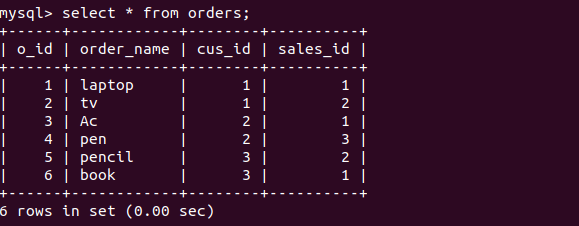 mysql> select * from orders;
+------+------------+--------+----------+
| o_id | order_name | cus_id | sales_id |
+------+------------+--------+----------+
|    1 | laptop     |      1 |        1 |
|    2 | tv         |      1 |        2 |
|    3 | Ac         |      2 |        1 |
|    4 | pen        |      2 |        3 |
|    5 | pencil     |      3 |        2 |
|    6 | book       |      3 |        1 |
+------+------------+--------+----------+
6 rows in set (0.00 sec)